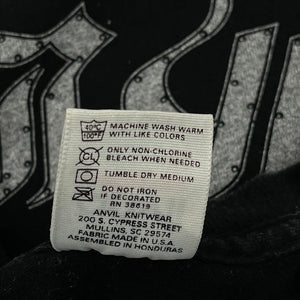 40°C
100°F
MACHINE WASH WARM
WITH LIKE COLORS
CL
ONLY NON-CHLORINE
BLEACH WHEN NEEDED
TUMBLE DRY MEDIUM
DO NOT IRON
IF DECORATED
RN 38619
ANVIL KNITWEAR
200 S. CYPRESS STREET
MULLINS, SC 29574
FABRIC MADE IN U.S.A
ASSEMBLED IN HONDURAS